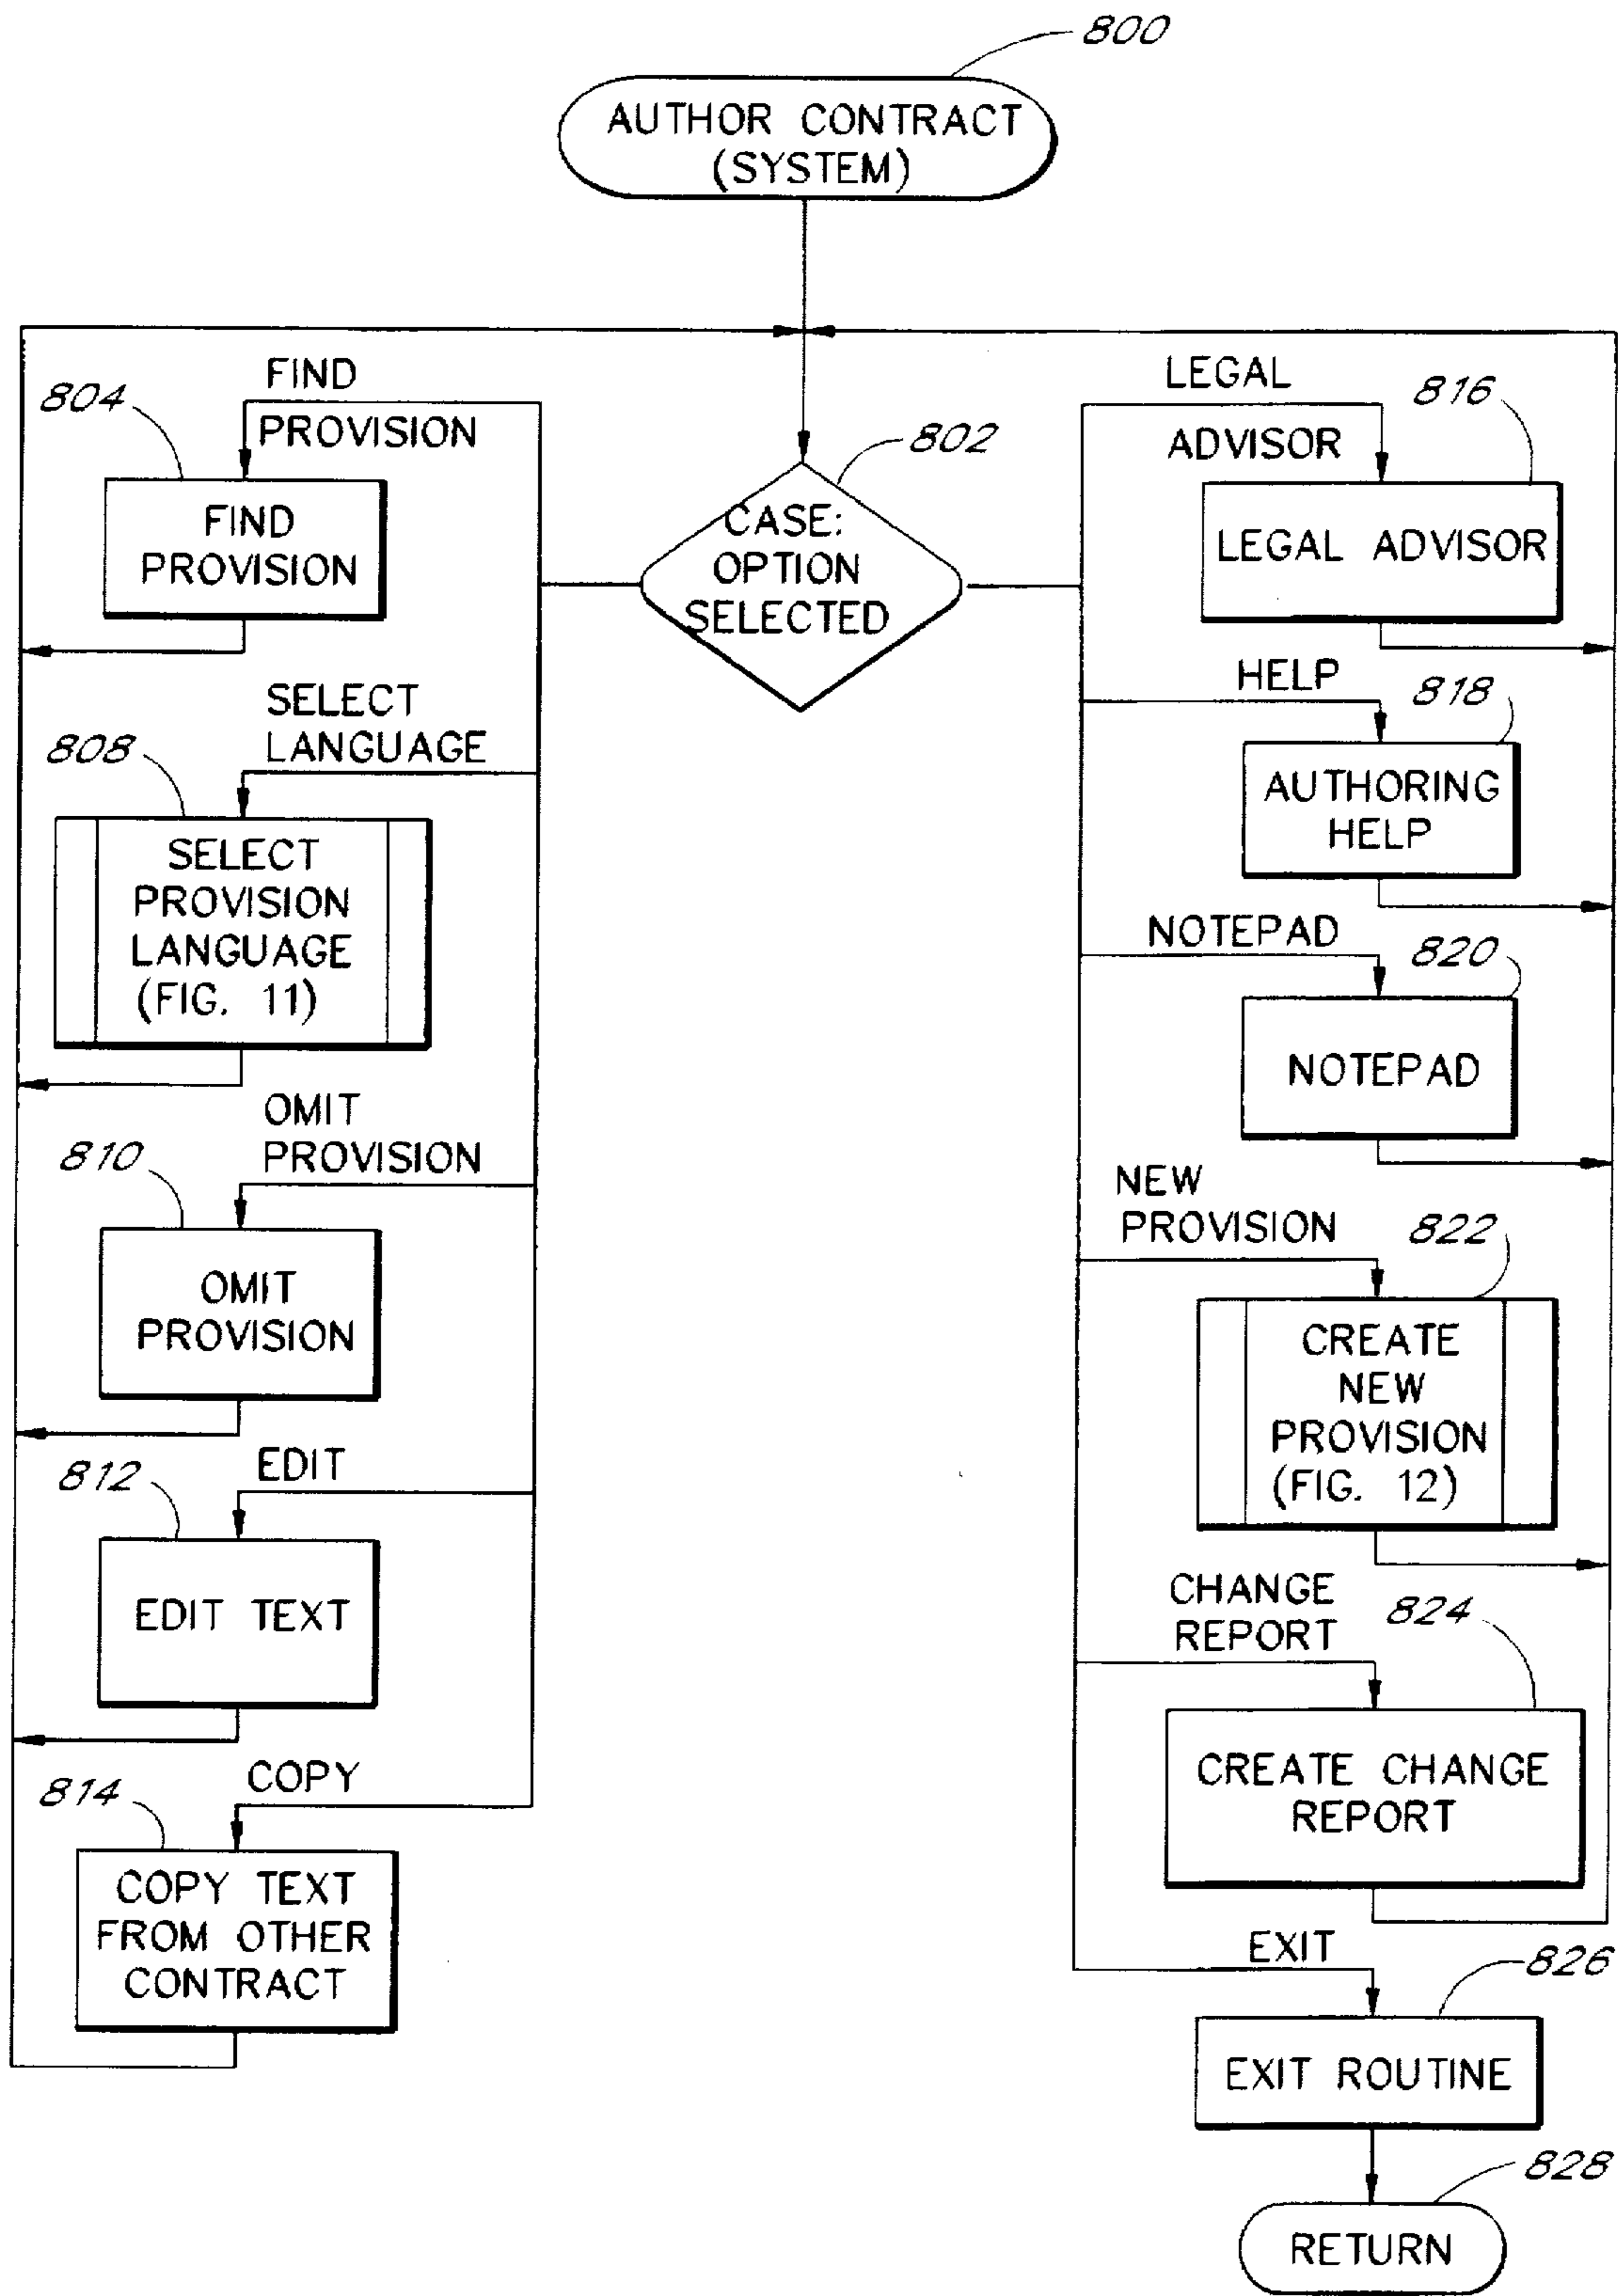 800
AUTHOR CONTRACT
(SYSTEM)
802
CASE:
OPTION
SELECTED
FIND
PROVISION
804
FIND
PROVISION
SELECT
LANGUAGE
808
SELECT
PROVISION
LANGUAGE
(FIG. 11)
OMIT
PROVISION
810
OMIT
PROVISION
EDIT
812
EDIT TEXT
COPY
814
COPY TEXT
FROM OTHER
CONTRACT
LEGAL
ADVISOR
816
LEGAL ADVISOR
HELP
818
AUTHORING
HELP
NOTEPAD
820
NOTEPAD
NEW
PROVISION
822
CREATE
NEW
PROVISION
(FIG. 12)
CHANGE
REPORT
824
CREATE CHANGE
REPORT
EXIT
826
EXIT ROUTINE
828
RETURN